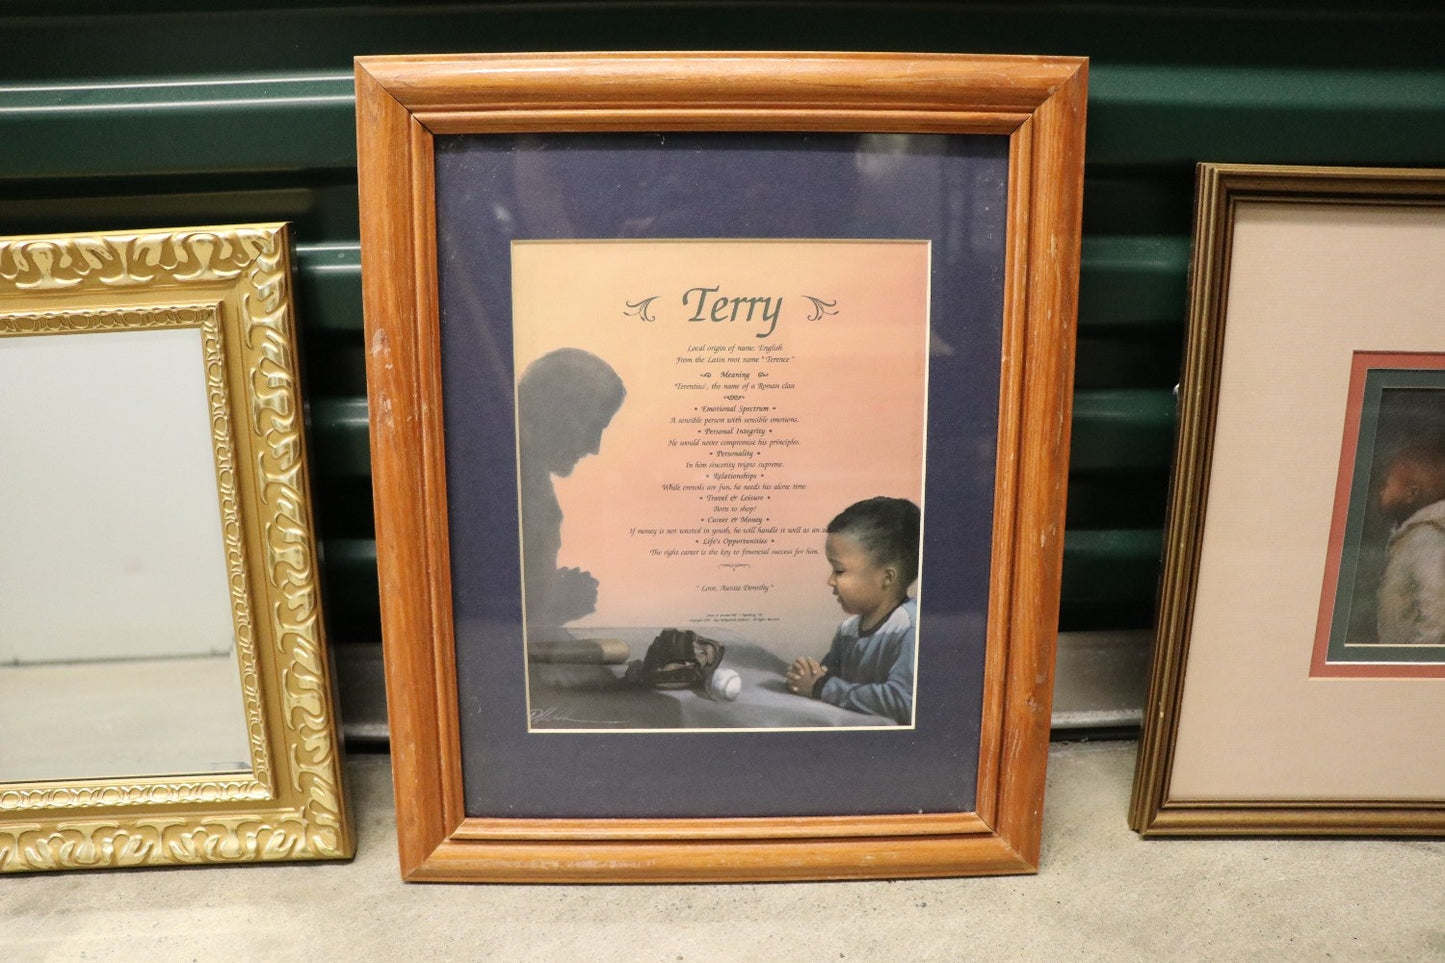 Terry
Local origin of name: English
From the Latin root name "Terence"
Meaning
'Terentius', the name of a Roman clan
• Emotional Spectrum •
A sensible person with sensible emotions.
• Personal Integrity •
He would never compromise his principles.
• Personality •
In him sincerity reigns supreme.
• Relationships •
While crowds are fun, he needs his alone time
• Travel & Leisure •
Born to shop!
• Career & Money •
If money is not wasted in youth, he will handle it well as an
• Life's Opportunities •
The right career is the key to financial success for him.
"Love, Auntie Dorothy"
All Rights Reserved